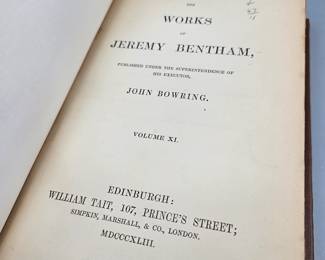 THE
WORKS
OF
JEREMY BENTHAM,
PUBLISHED UNDER THE SUPERINTENDENCE OF
HIS EXECUTOR,
JOHN BOWRING.
VOLUME XI.
EDINBURGH:
WILLIAM TAIT, 107, PRINCE'S STREET;
SIMPKIN, MARSHALL, & CO., LONDON.
MDCCCXLIII.